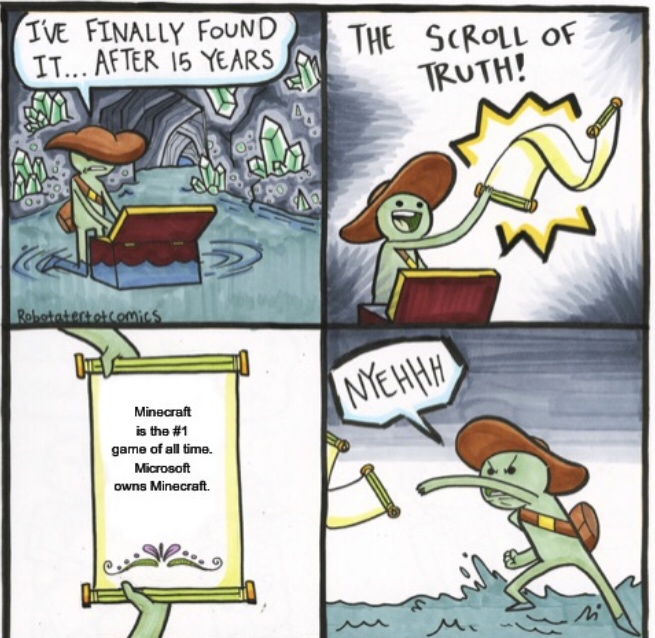 I'VE FINALLY FOUND
IT... AFTER 15 YEARS
THE SCROLL OF
TRUTH!
Robotatertotcomics
Minecraft
is the #1
game of all time.
Microsoft
owns Minecraft.
NYEHHH